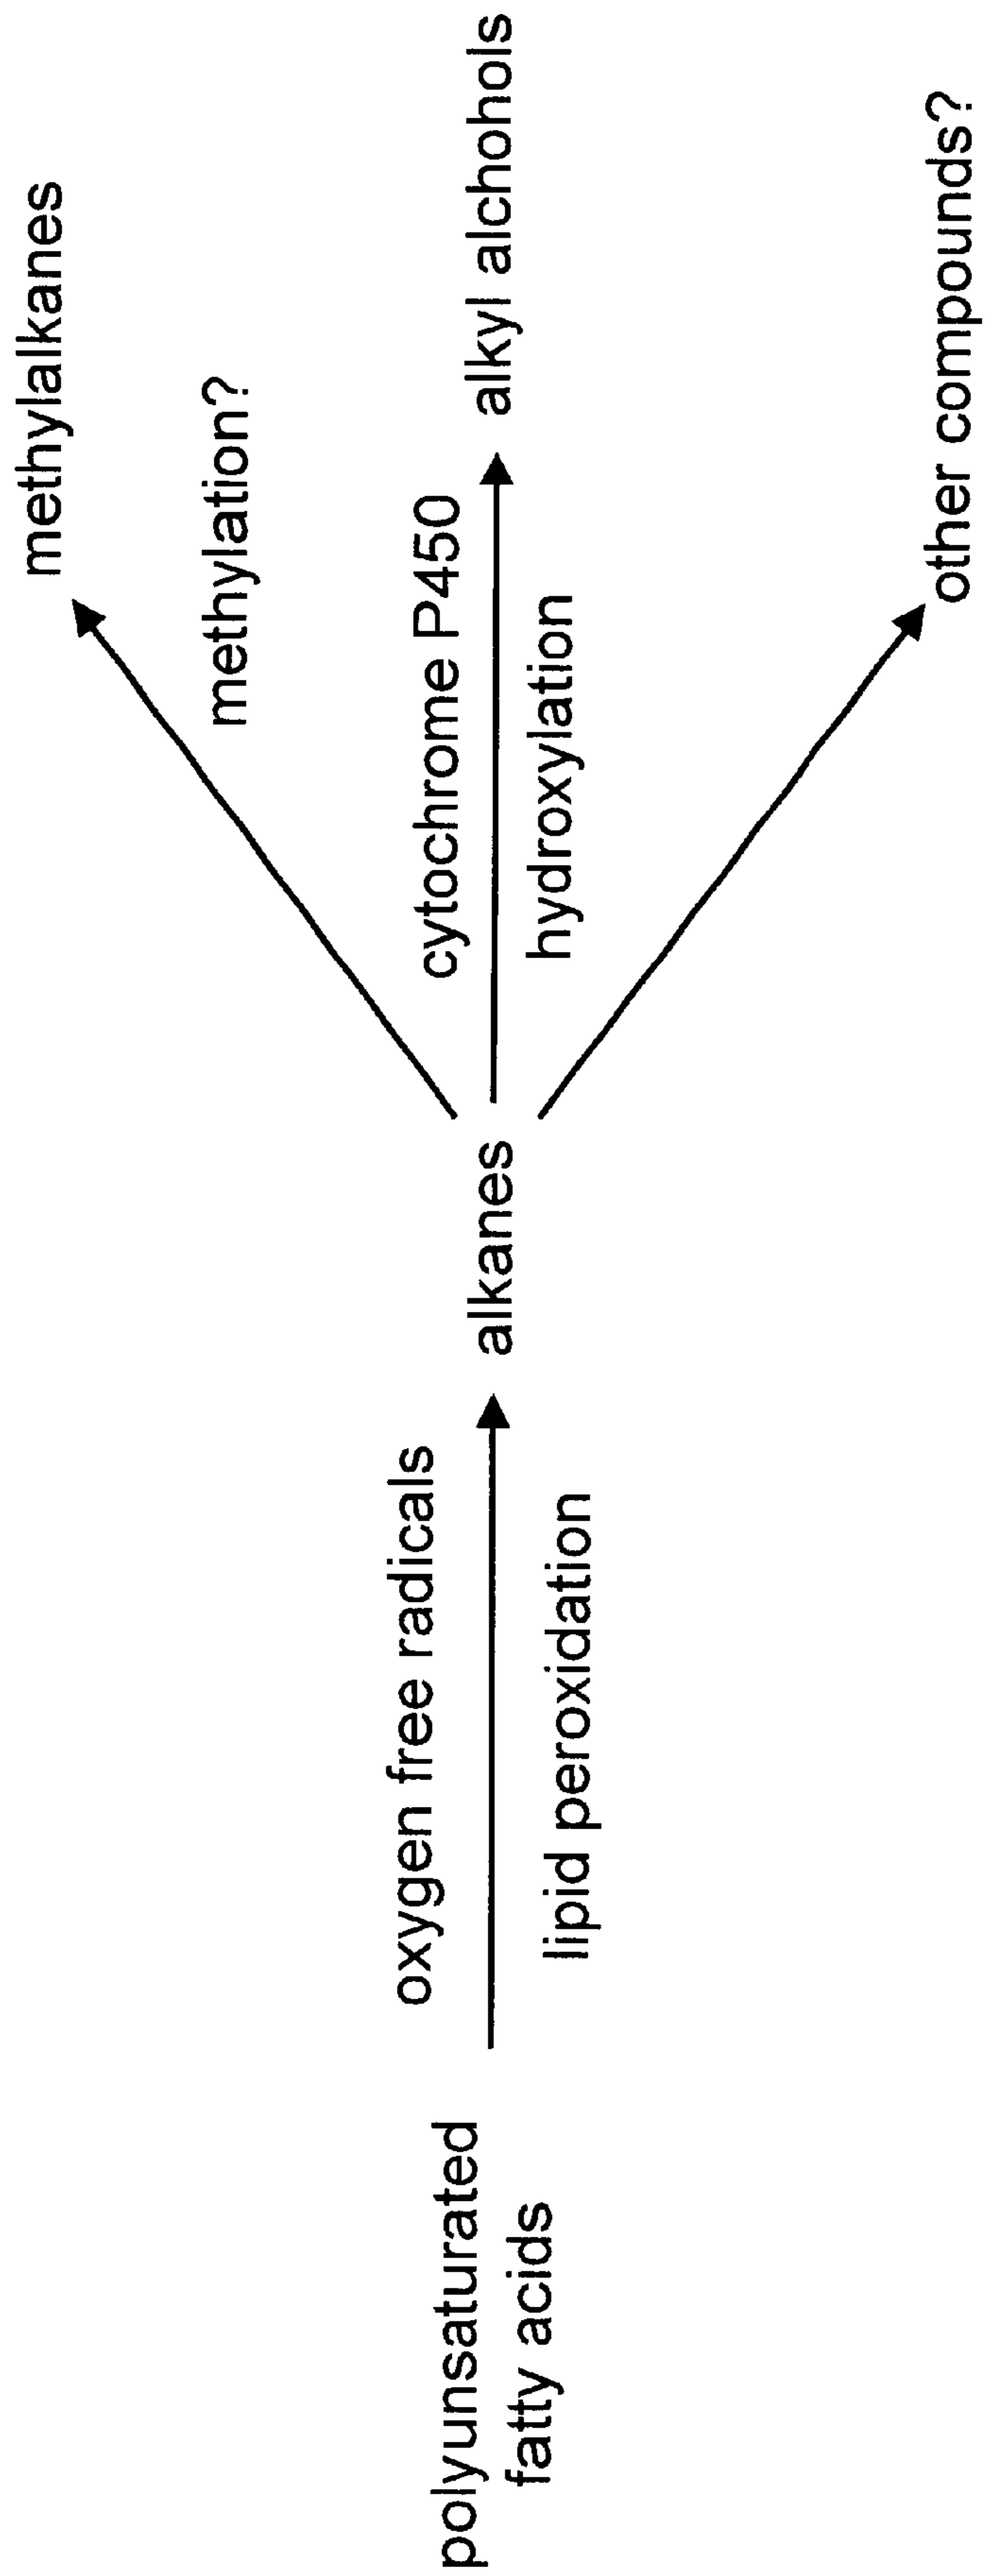 polyunsaturated
fatty acids
oxygen free radicals
lipid peroxidation
alkanes
methylalkanes
methylation?
cytochrome P450
hydroxylation
alkyl alchohols
other compounds?